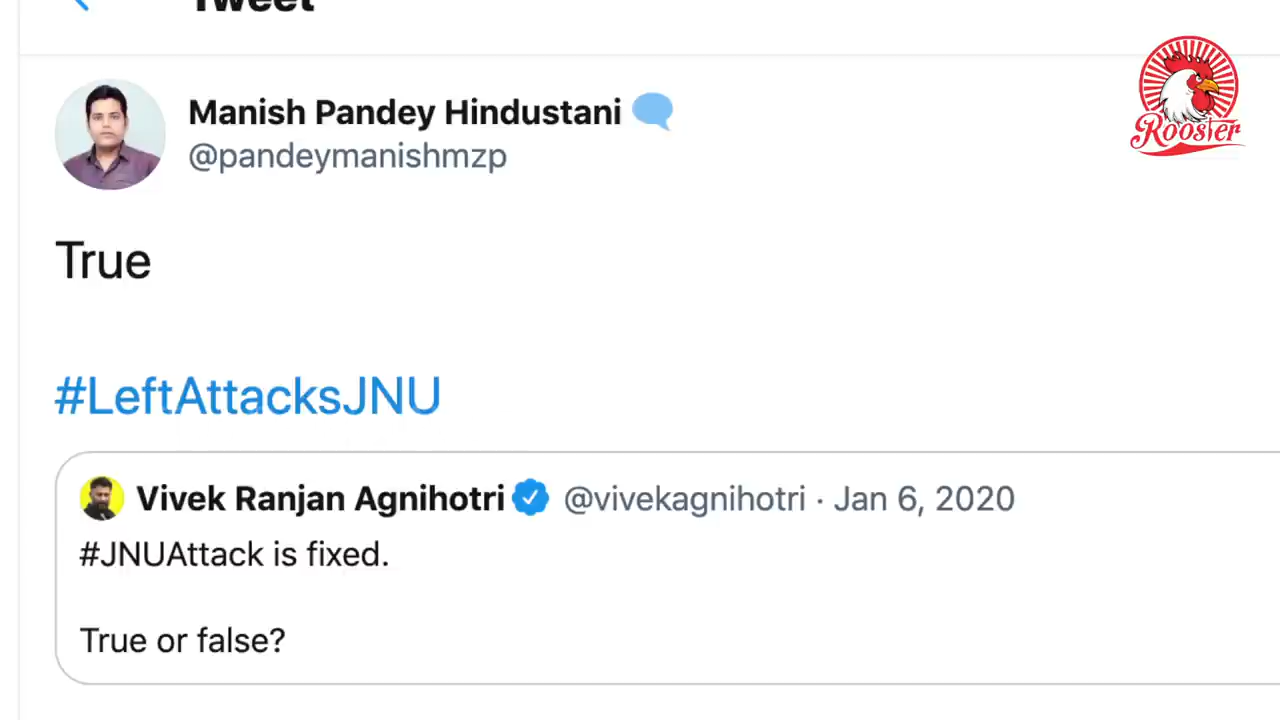 Tweet
Rooster
Manish Pandey Hindustani
@pandeymanishmzp
True
#LeftAttacksJNU
Vivek Ranjan Agnihotri @vivekagnihotri · Jan 6, 2020
#JNUAttack is fixed.
True or false?